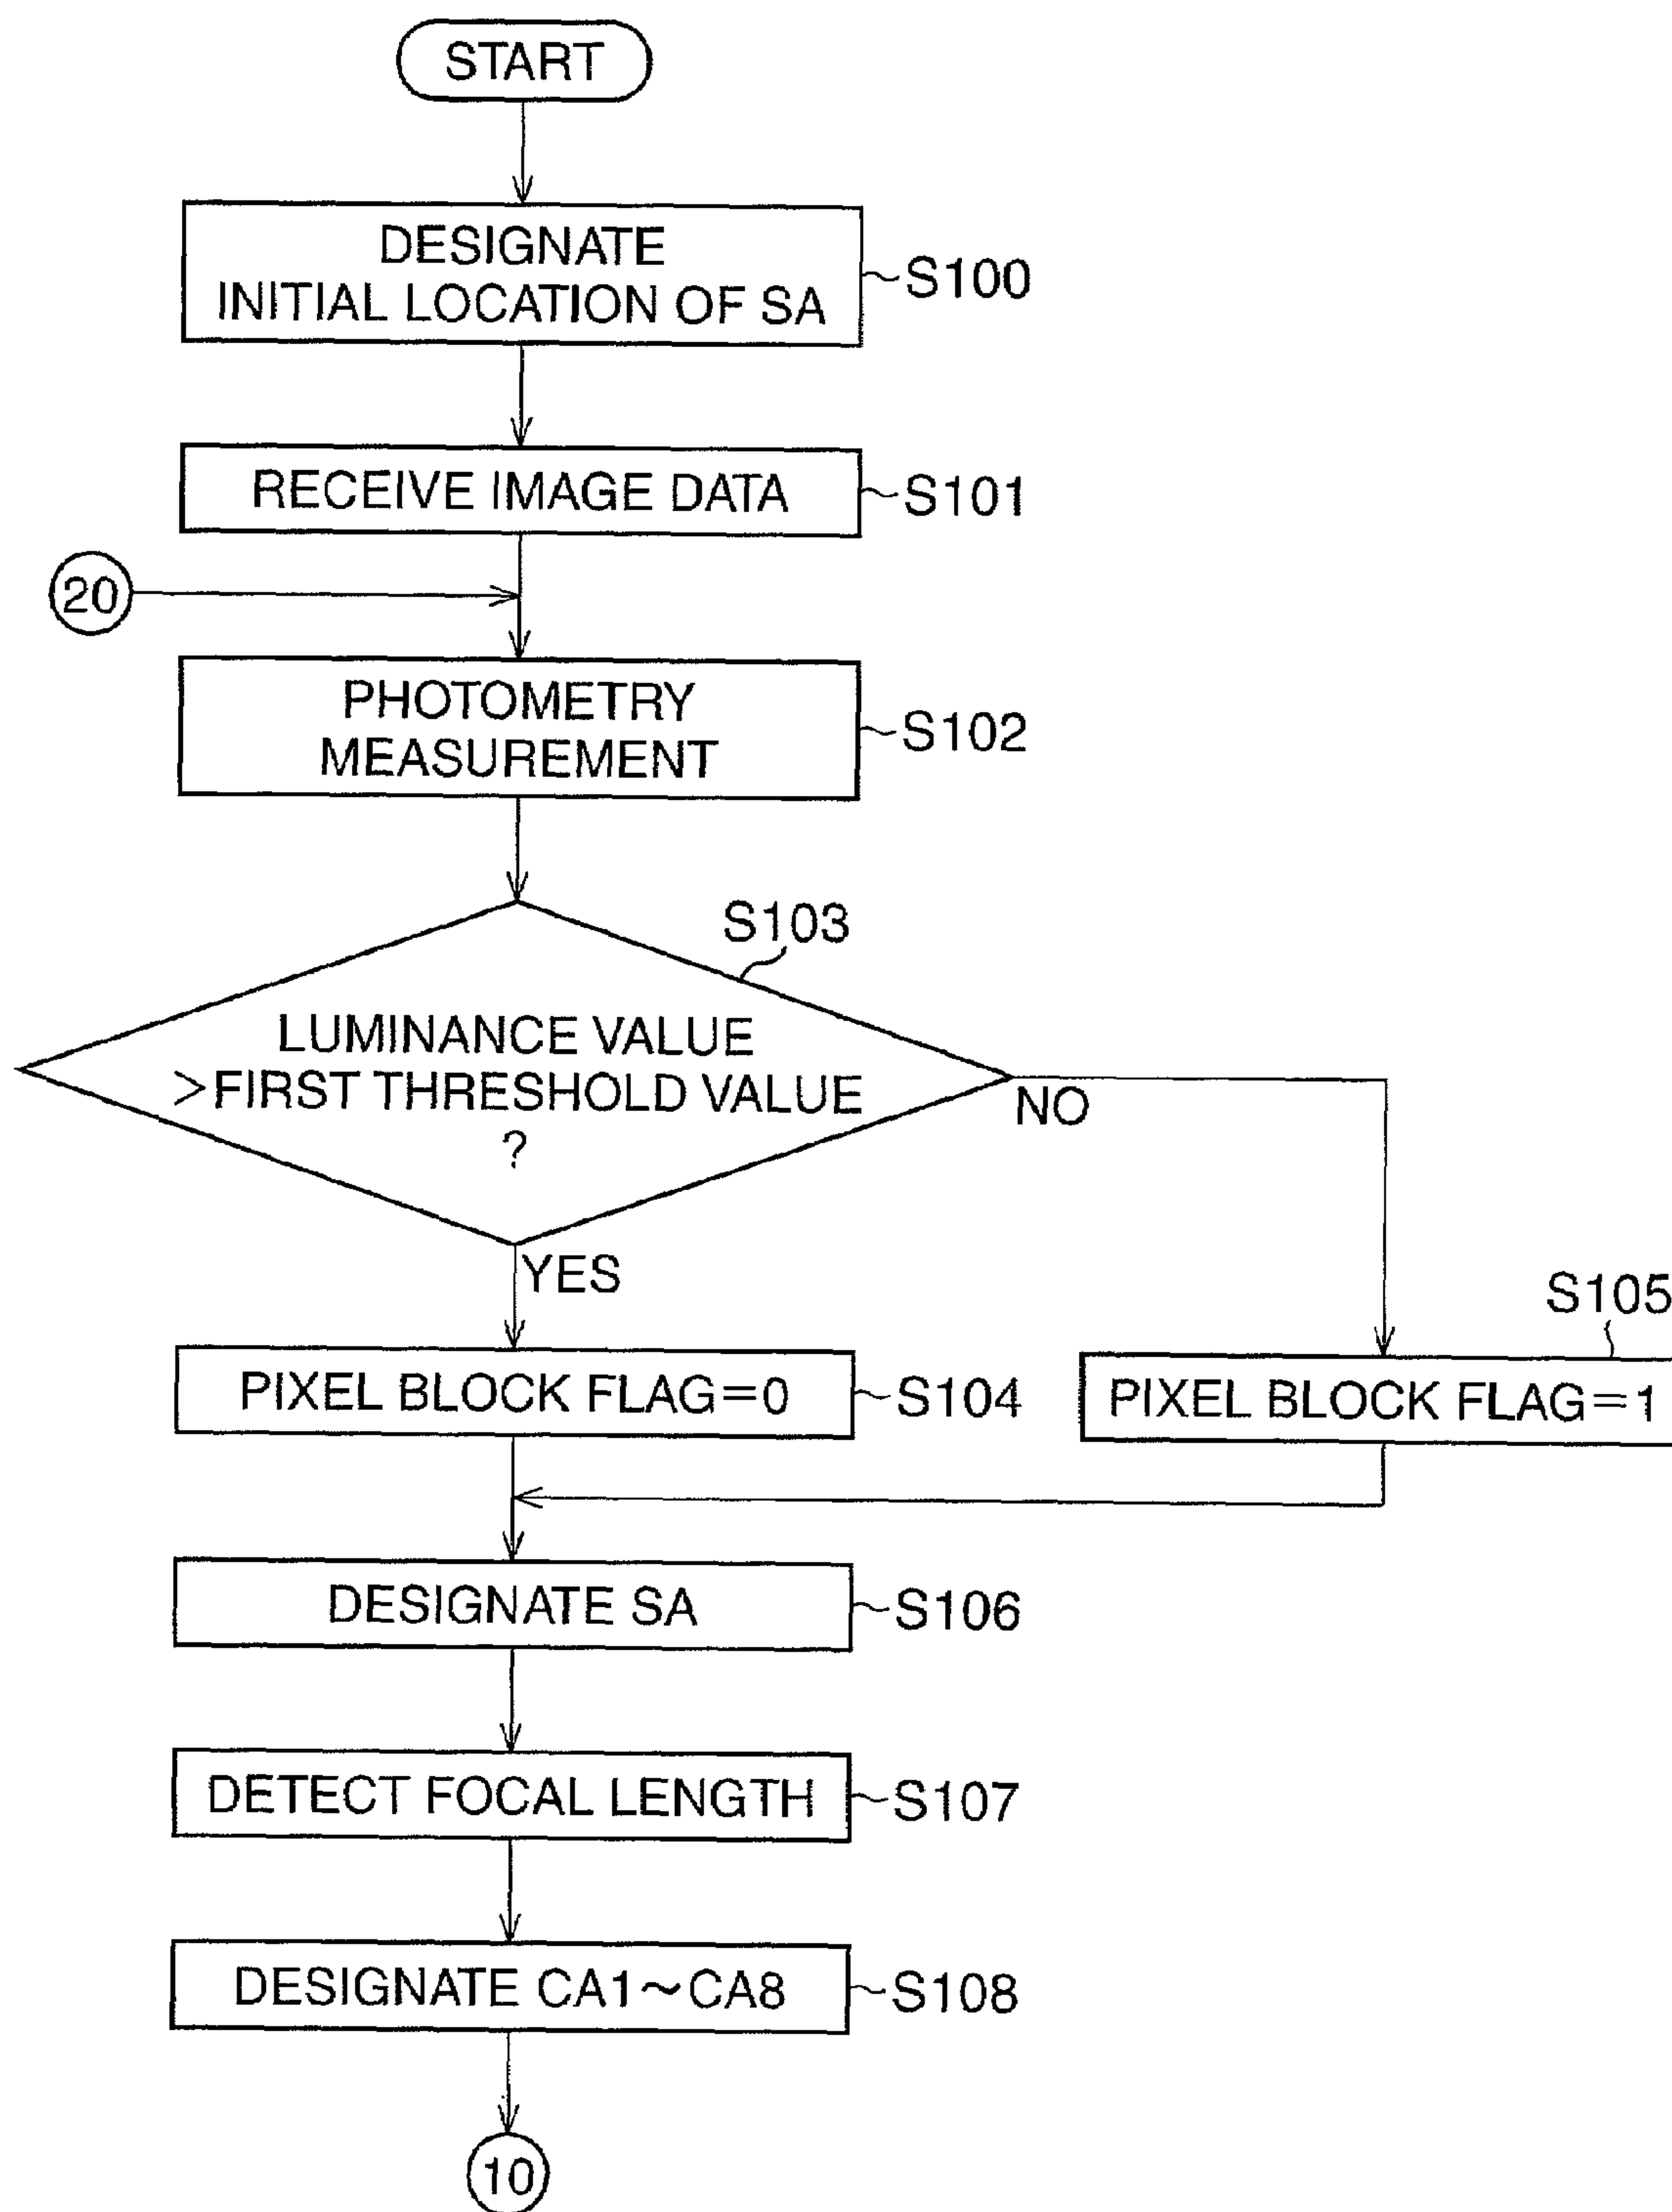 START
DESIGNATE
INITIAL LOCATION OF SA
S100
RECEIVE IMAGE DATA
S101
20
PHOTOMETRY
MEASUREMENT
S102
S103
LUMINANCE VALUE
>FIRST THRESHOLD VALUE
?
NO
YES
S105
PIXEL BLOCK FLAG=0
S104
PIXEL BLOCK FLAG=1
DESIGNATE SA
S106
DETECT FOCAL LENGTH
S107
DESIGNATE CA1~CA8
S108
10